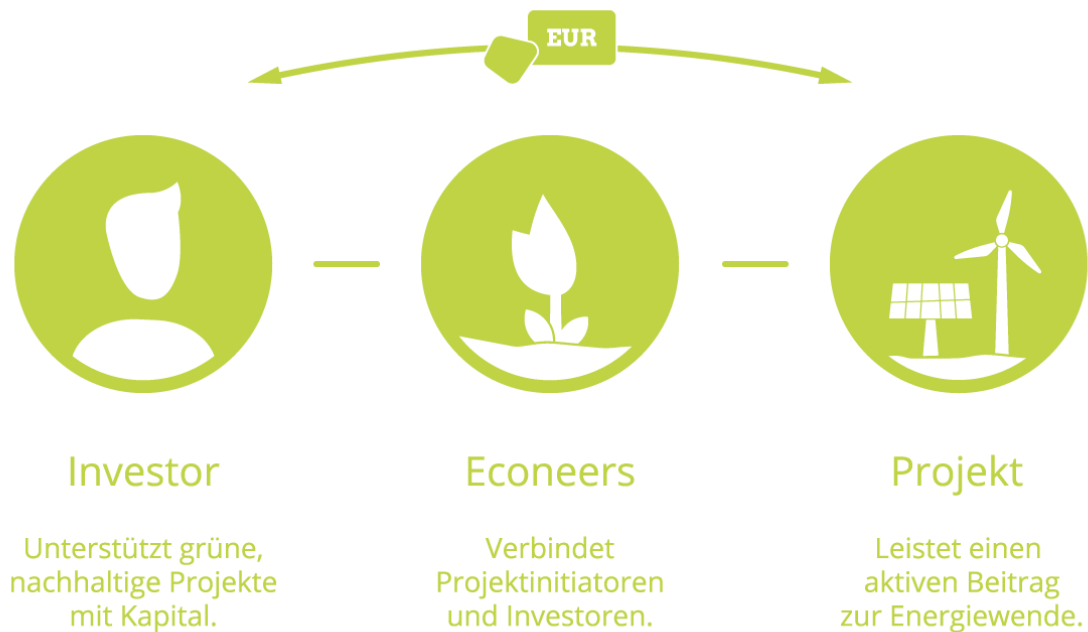 EUR
Investor
Unterstützt grüne,
nachhaltige Projekte
mit Kapital.
Econeers
Verbindet
Projektinitiatoren
und Investoren.
Projekt
Leistet einen
aktiven Beitrag
zur Energiewende.